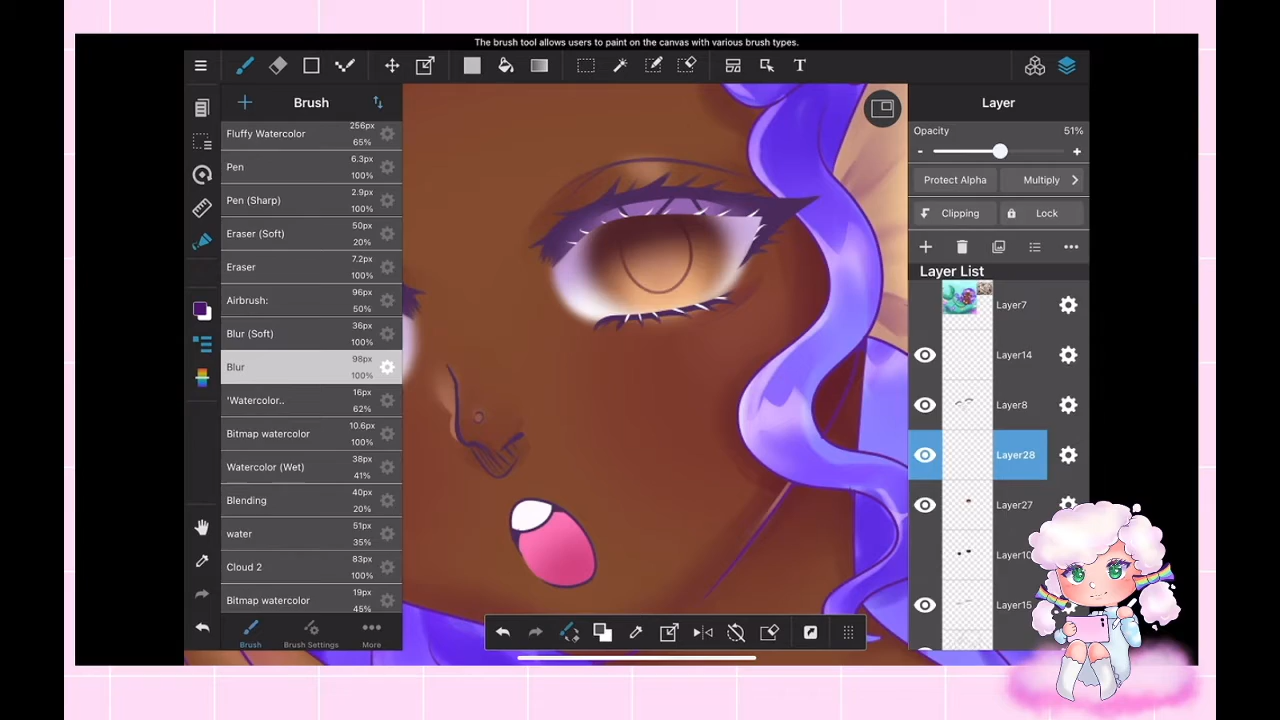 The brush tool allows users to paint on the canvas with various brush types.
T
Brush
Fluffy Watercolor 256px 65%
Pen 6.3px 100%
Pen (Sharp) 2.9px 100%
Eraser (Soft) 50px 20%
Eraser 7.2px 100%
Airbrush: 96px 50%
Blur (Soft) 36px 100%
Blur 98px 100%
'Watercolor.. 16px 62%
Bitmap watercolor 10.6px 100%
Watercolor (Wet) 38px 41%
Blending 40px 20%
water 51px 35%
Cloud 2 83px 100%
Bitmap watercolor 19px 45%
Brush Brush Settings More
Layer
Opacity 51%
- +
Protect Alpha Multiply
Clipping Lock
Layer List
Layer7
Layer14
Layer8
Layer28
Layer27
Layer15